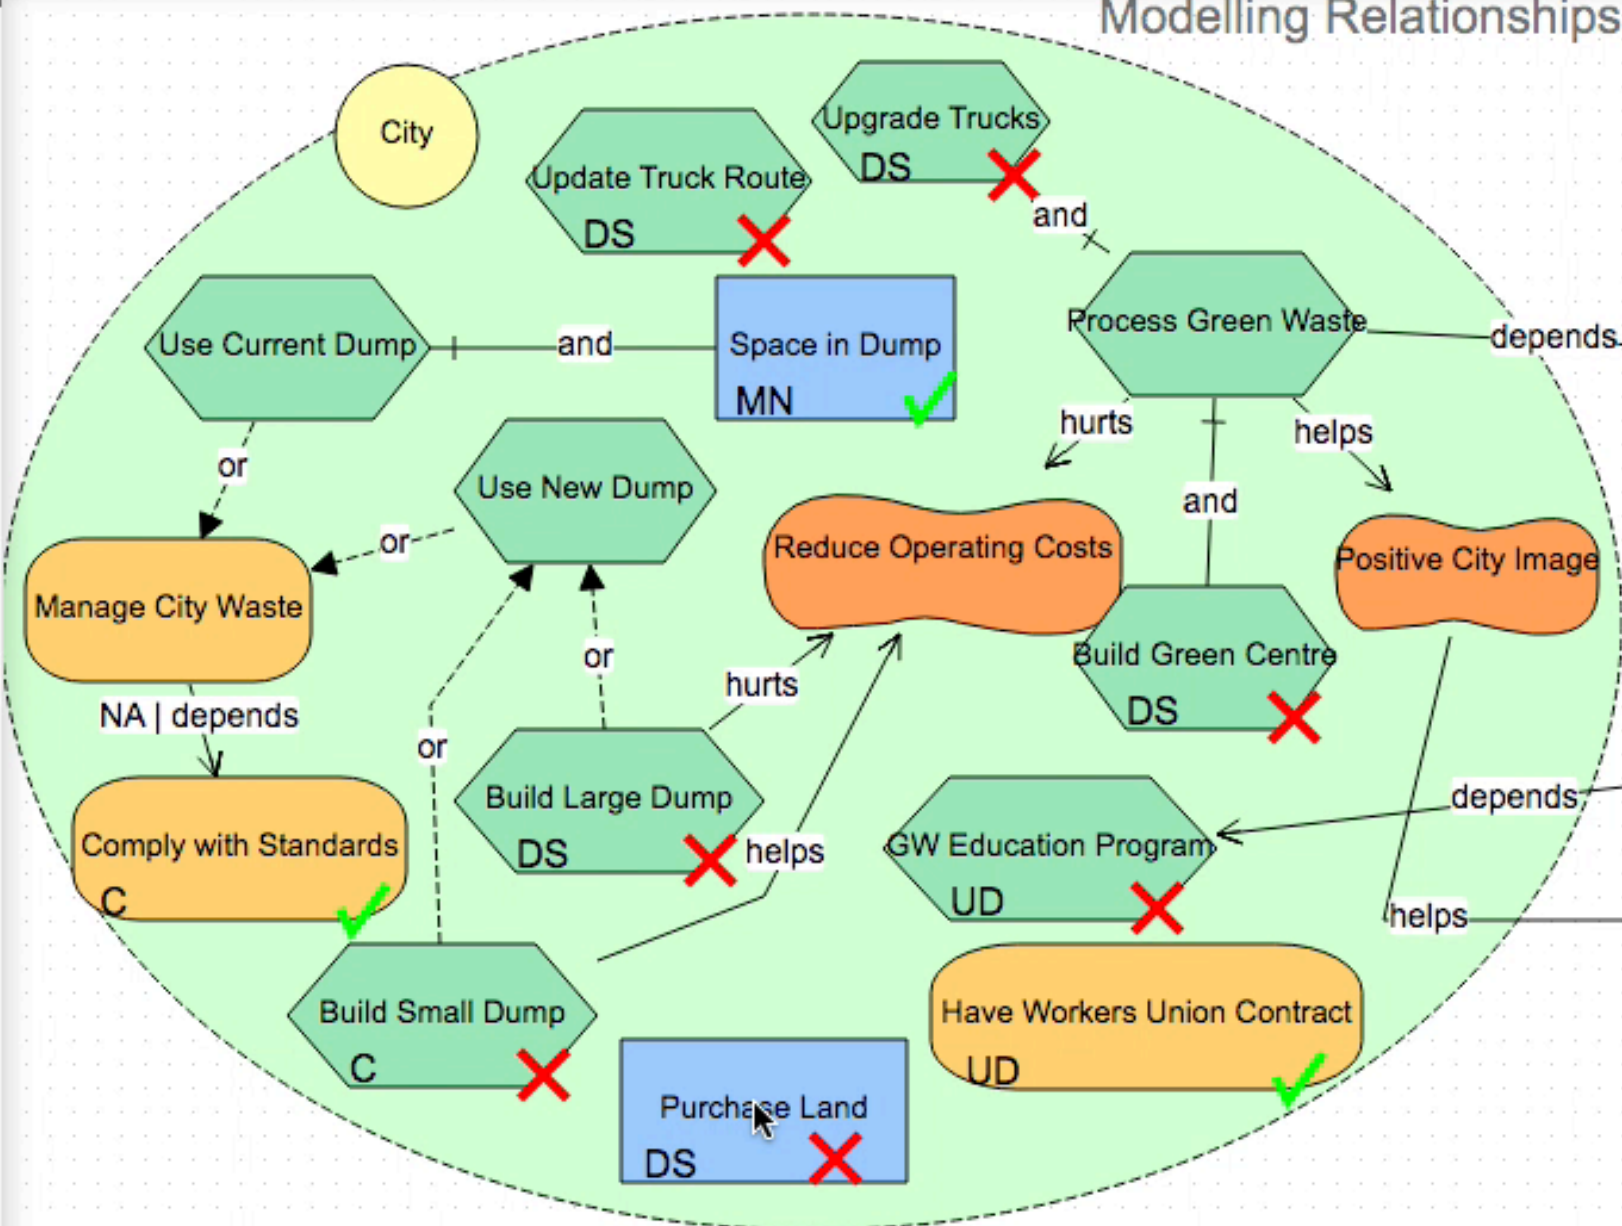 Modelling Relationships
City
Upgrade Trucks
DS
Update Truck Route
DS
and
Use Current Dump
and
Space in Dump
MN
Process Green Waste
depends
or
Use New Dump
hurts
helps
or
and
Reduce Operating Costs
Positive City Image
Manage City Waste
or
hurts
Build Green Centre
DS
NA | depends
or
Build Large Dump
DS
helps
depends
Comply with Standards
C
GW Education Program
UD
helps
Build Small Dump
C
Have Workers Union Contract
UD
Purchase Land
DS